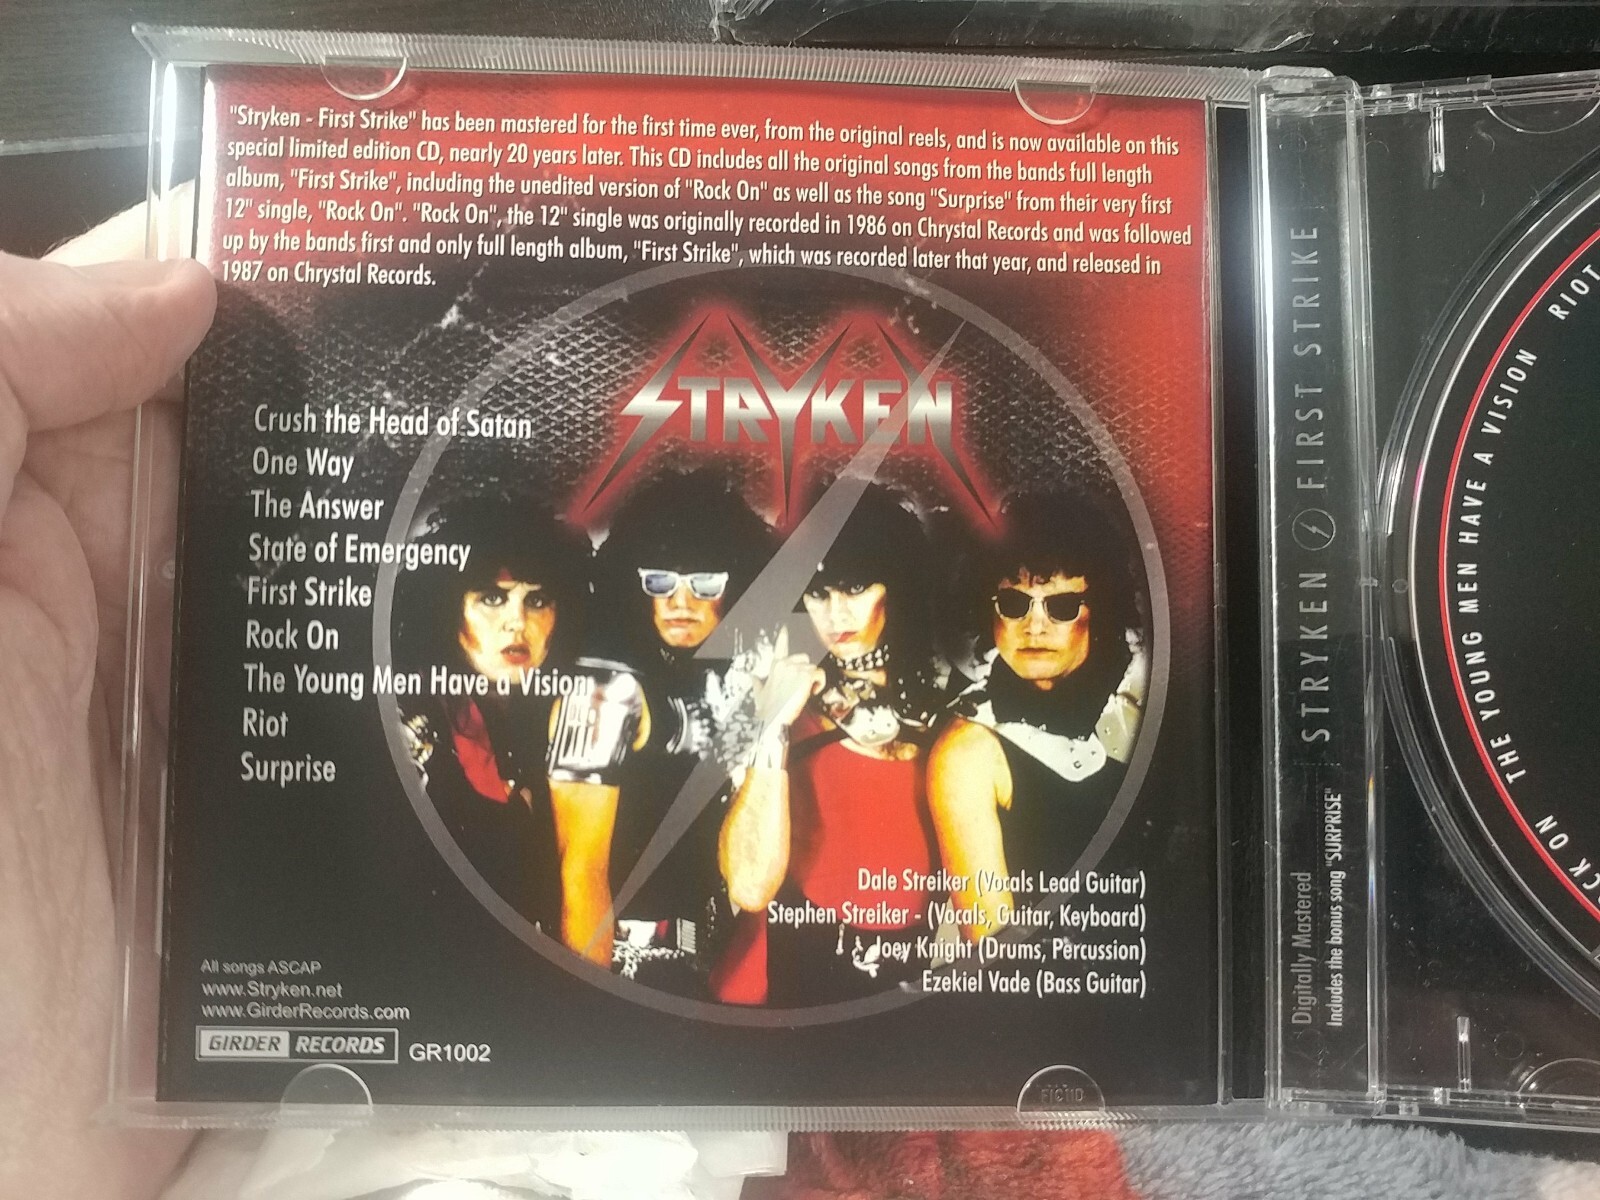 "Stryken - First Strike" has been mastered for the first time ever, from the original reels, and is now available on this
special limited edition CD, nearly 20 years later. This CD includes all the original songs from the bands full length
album, "First Strike", including the unedited version of "Rock On" as well as the song "Surprise" from their very first
12" single, "Rock On". "Rock On", the 12" single was originally recorded in 1986 on Chrystal Records and was followed
up by the bands first and only full length album, "First Strike", which was recorded later that year, and released in
1987 on Chrystal Records.
STRYKEN
Crush the Head of Satan
One Way
The Answer
State of Emergency
First Strike
Rock On
The Young Men Have a Vision
Riot
Surprise
Dale Streiker (Vocals Lead Guitar)
Stephen Streiker - (Vocals, Guitar, Keyboard)
Joey Knight (Drums, Percussion)
Ezekiel Vade (Bass Guitar)
All songs ASCAP
www.Stryken.net
www.GirderRecords.com
GIRDER RECORDS GR1002
STRYKEN FIRST STRIKE
Digitally Mastered
Includes the bonus song "SURPRISE"
CK ON THE YOUNG MEN HAVE A VISION RIOT